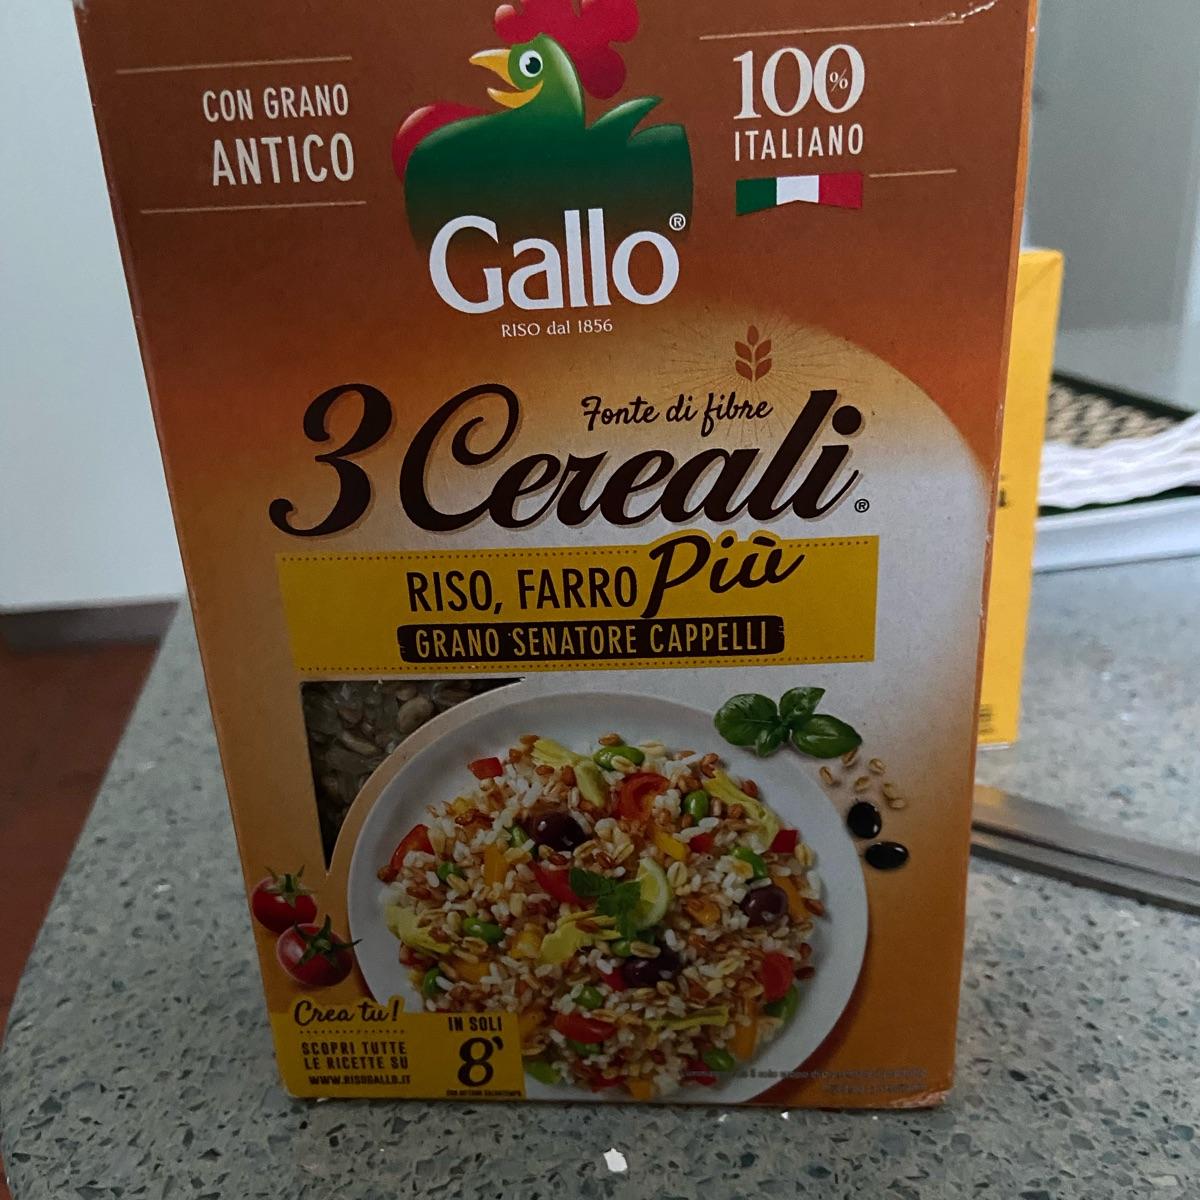 CON GRANO
ANTICO
100%
ITALIANO
Gallo®
RISO dal 1856
Fonte di fibre
3 Cereali®
RISO, FARRO Più
GRANO SENATORE CAPPELLI
Crea tu!
SCOPRI TUTTE
LE RICETTE SU
WWW.RISOGALLO.IT
IN SOLI
8'